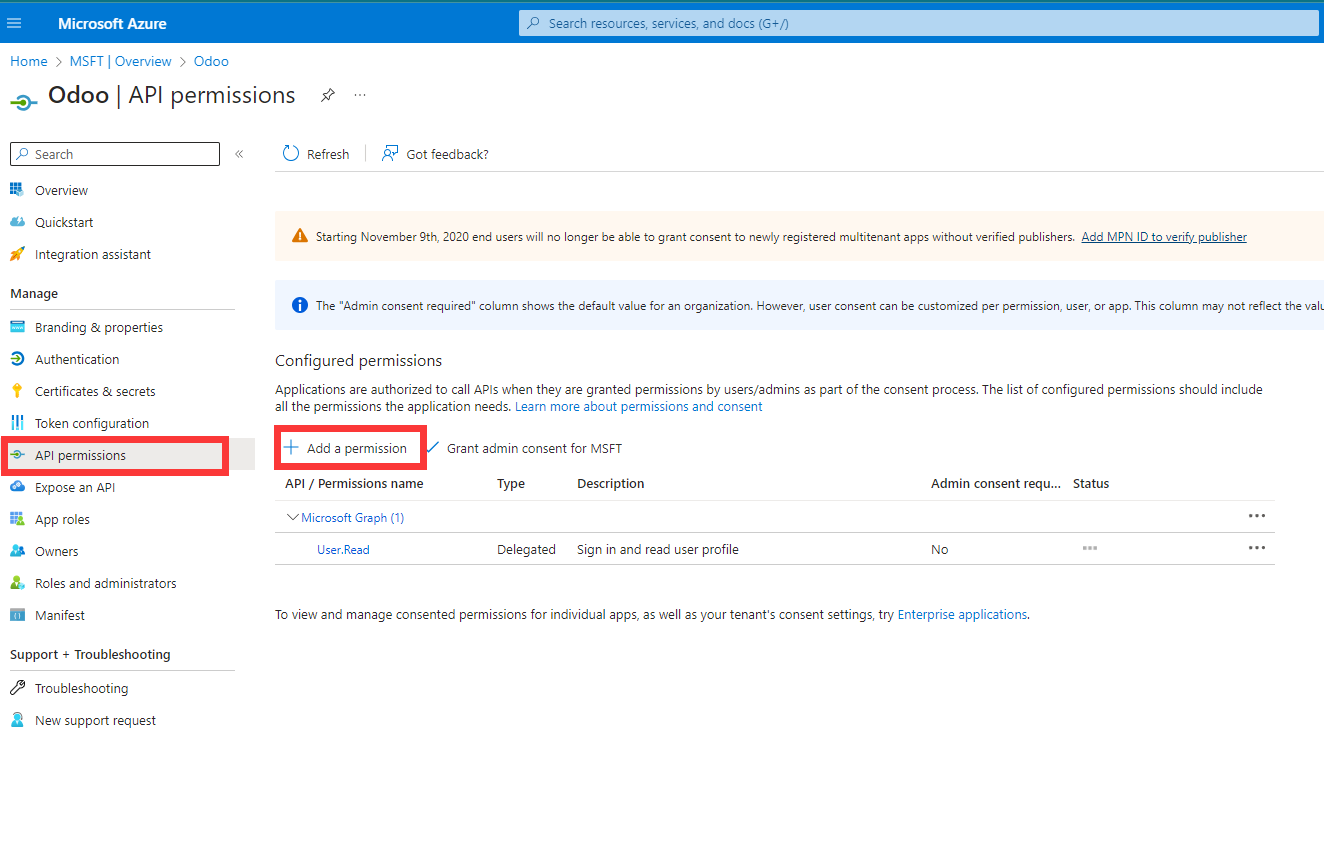 Microsoft Azure
Search resources, services, and docs (G+/)
Home > MSFT | Overview > Odoo
Odoo | API permissions
Search
«
Refresh
Got feedback?
Overview
Quickstart
Integration assistant
Manage
Branding & properties
Authentication
Certificates & secrets
Token configuration
API permissions
Expose an API
App roles
Owners
Roles and administrators
Manifest
Support + Troubleshooting
Troubleshooting
New support request
Starting November 9th, 2020 end users will no longer be able to grant consent to newly registered multitenant apps without verified publishers. Add MPN ID to verify publisher
The "Admin consent required" column shows the default value for an organization. However, user consent can be customized per permission, user, or app. This column may not reflect the valu
Configured permissions
Applications are authorized to call APIs when they are granted permissions by users/admins as part of the consent process. The list of configured permissions should include
all the permissions the application needs. Learn more about permissions and consent
Add a permission
Grant admin consent for MSFT
API / Permissions name Type Description Admin consent requ... Status
Microsoft Graph (1)
User.Read Delegated Sign in and read user profile No
To view and manage consented permissions for individual apps, as well as your tenant's consent settings, try Enterprise applications.